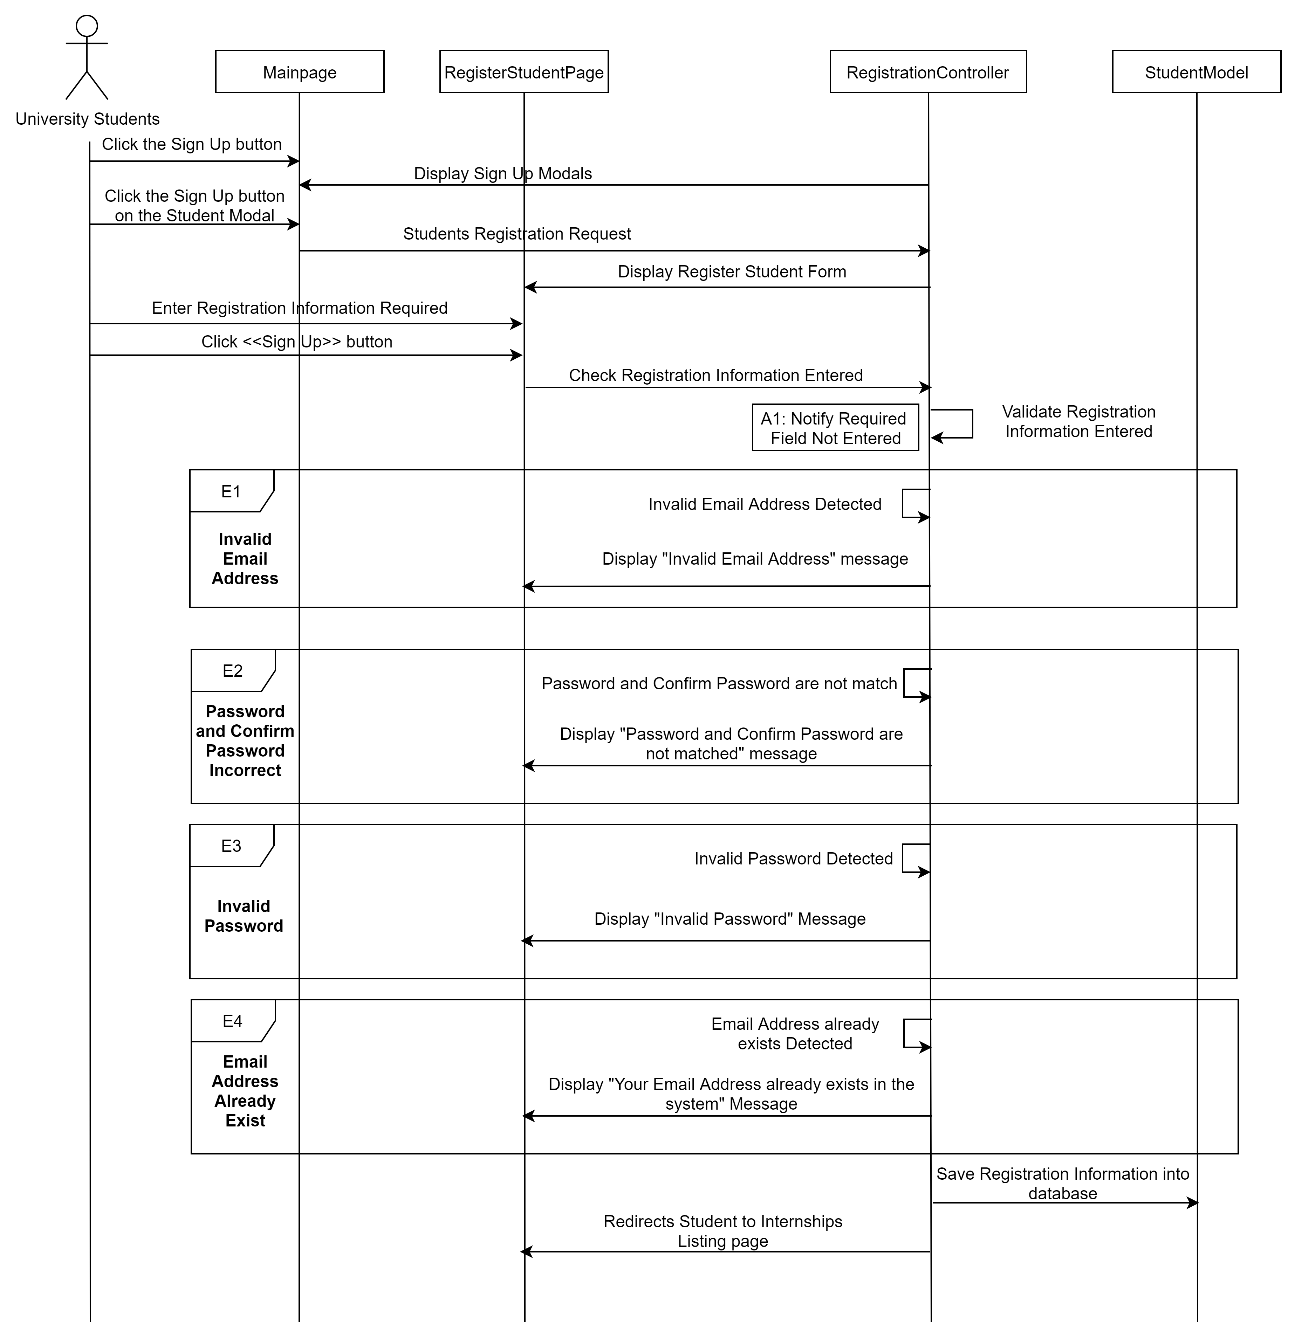 University Students
Mainpage
RegisterStudentPage
RegistrationController
StudentModel
Click the Sign Up button
Display Sign Up Modals
Click the Sign Up button
on the Student Modal
Students Registration Request
Display Register Student Form
Enter Registration Information Required
Click <<Sign Up>> button
Check Registration Information Entered
A1: Notify Required
Field Not Entered
Validate Registration
Information Entered
E1
Invalid
Email
Address
Invalid Email Address Detected
Display "Invalid Email Address" message
E2
Password
and Confirm
Password
Incorrect
Password and Confirm Password are not match
Display "Password and Confirm Password are
not matched" message
E3
Invalid
Password
Invalid Password Detected
Display "Invalid Password" Message
E4
Email
Address
Already
Exist
Email Address already
exists Detected
Display "Your Email Address already exists in the
system" Message
Save Registration Information into
database
Redirects Student to Internships
Listing page